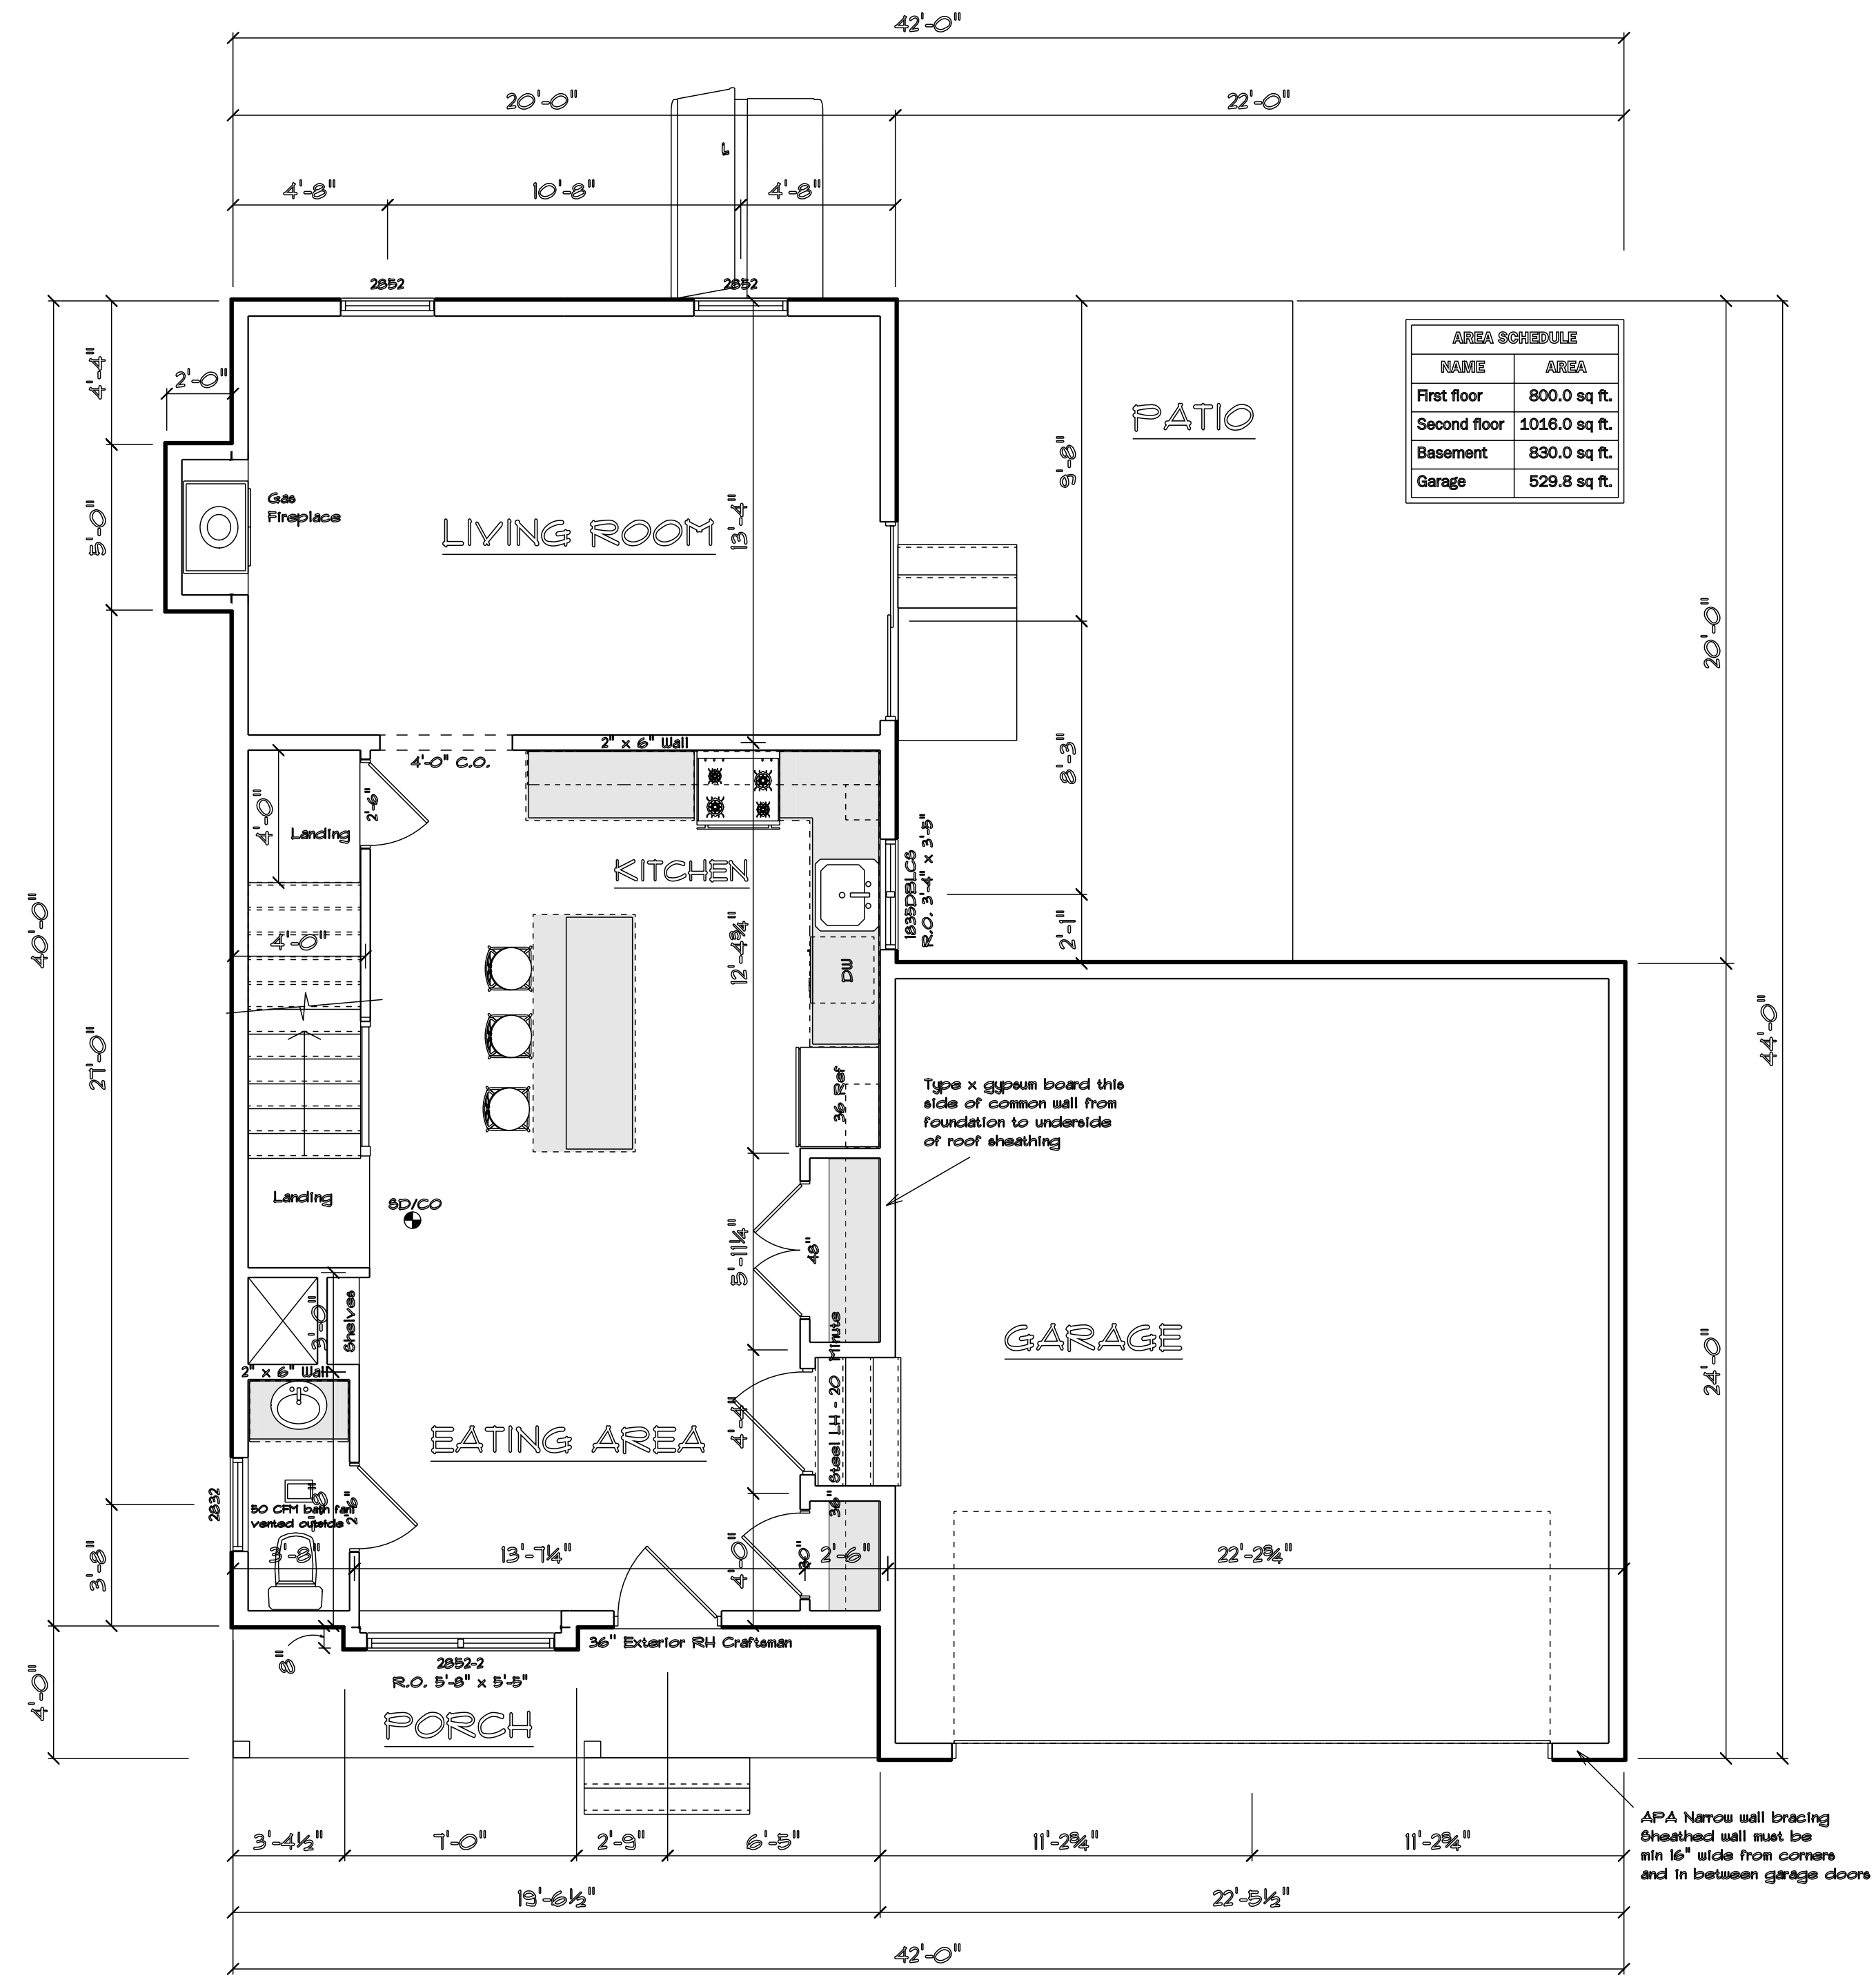 42'-0"
20'-0"
22'-0"
4'-8"
10'-8"
4'-8"
2852
2852
AREA SCHEDULE
NAME AREA
First floor 800.0 sq ft.
Second floor 1016.0 sq ft.
Basement 830.0 sq ft.
Garage 529.8 sq ft.
4'-4"
2'-0"
PATIO
9'-8"
5'-0"
Gas
Fireplace
LIVING ROOM
13'-4"
20'-0"
2" x 6" Wall
4'-0" C.O.
8'-3"
4'-0"
Landing
2'-6"
KITCHEN
1835DBLCS
R.O. 3'-4" x 3'-5"
40'-0"
4'-0"
12'-4¾"
2'-1"
DW
27'-0"
44'-0"
36 Ref
Type x gypsum board this
side of common wall from
foundation to underside
of roof sheathing
Landing
SD/CO
5'-11¼"
48"
3'-0"
Shelves
GARAGE
24'-0"
2" x 6" Wall
EATING AREA
4'-4"
36" Steel LH - 20 Minute
2832
50 CFM bath fan
vented outside
2'-6"
3'-8"
3'-8"
13'-7¼"
4'-0"
30"
2'-6"
22'-2¾"
8"
36" Exterior RH Craftsman
2852-2
R.O. 5'-8" x 5'-5"
4'-0"
PORCH
APA Narrow wall bracing
Sheathed wall must be
min 16" wide from corners
and in between garage doors
3'-4½"
7'-0"
2'-9"
6'-5"
11'-2¾"
11'-2¾"
19'-6½"
22'-5½"
42'-0"